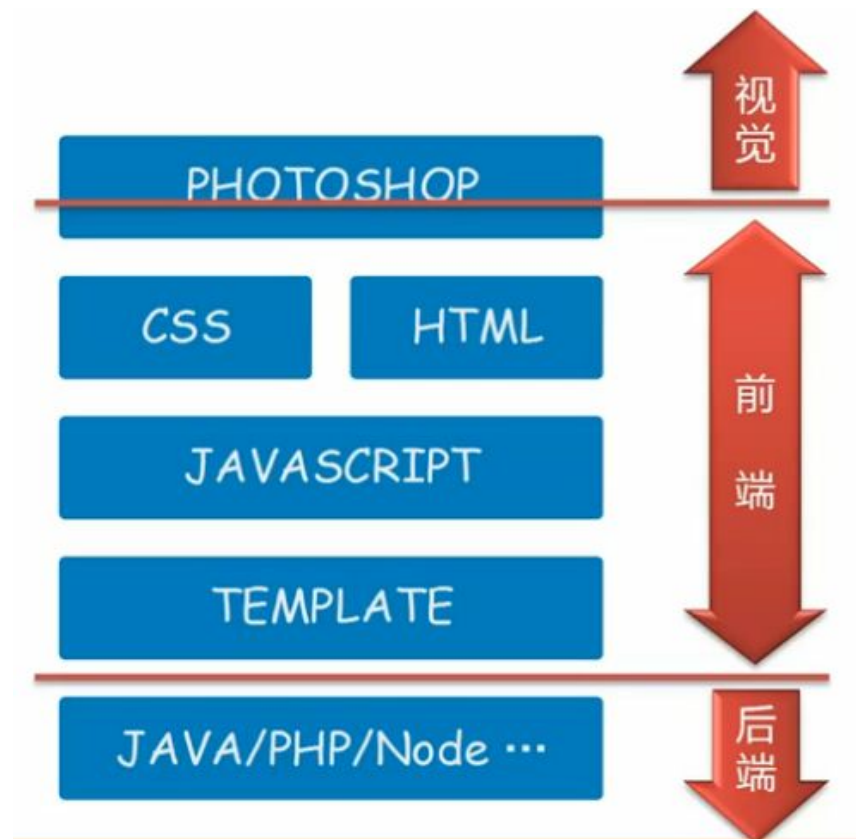 视觉
PHOTOSHOP
CSS
HTML
前端
JAVASCRIPT
TEMPLATE
JAVA/PHP/Node ···
后端